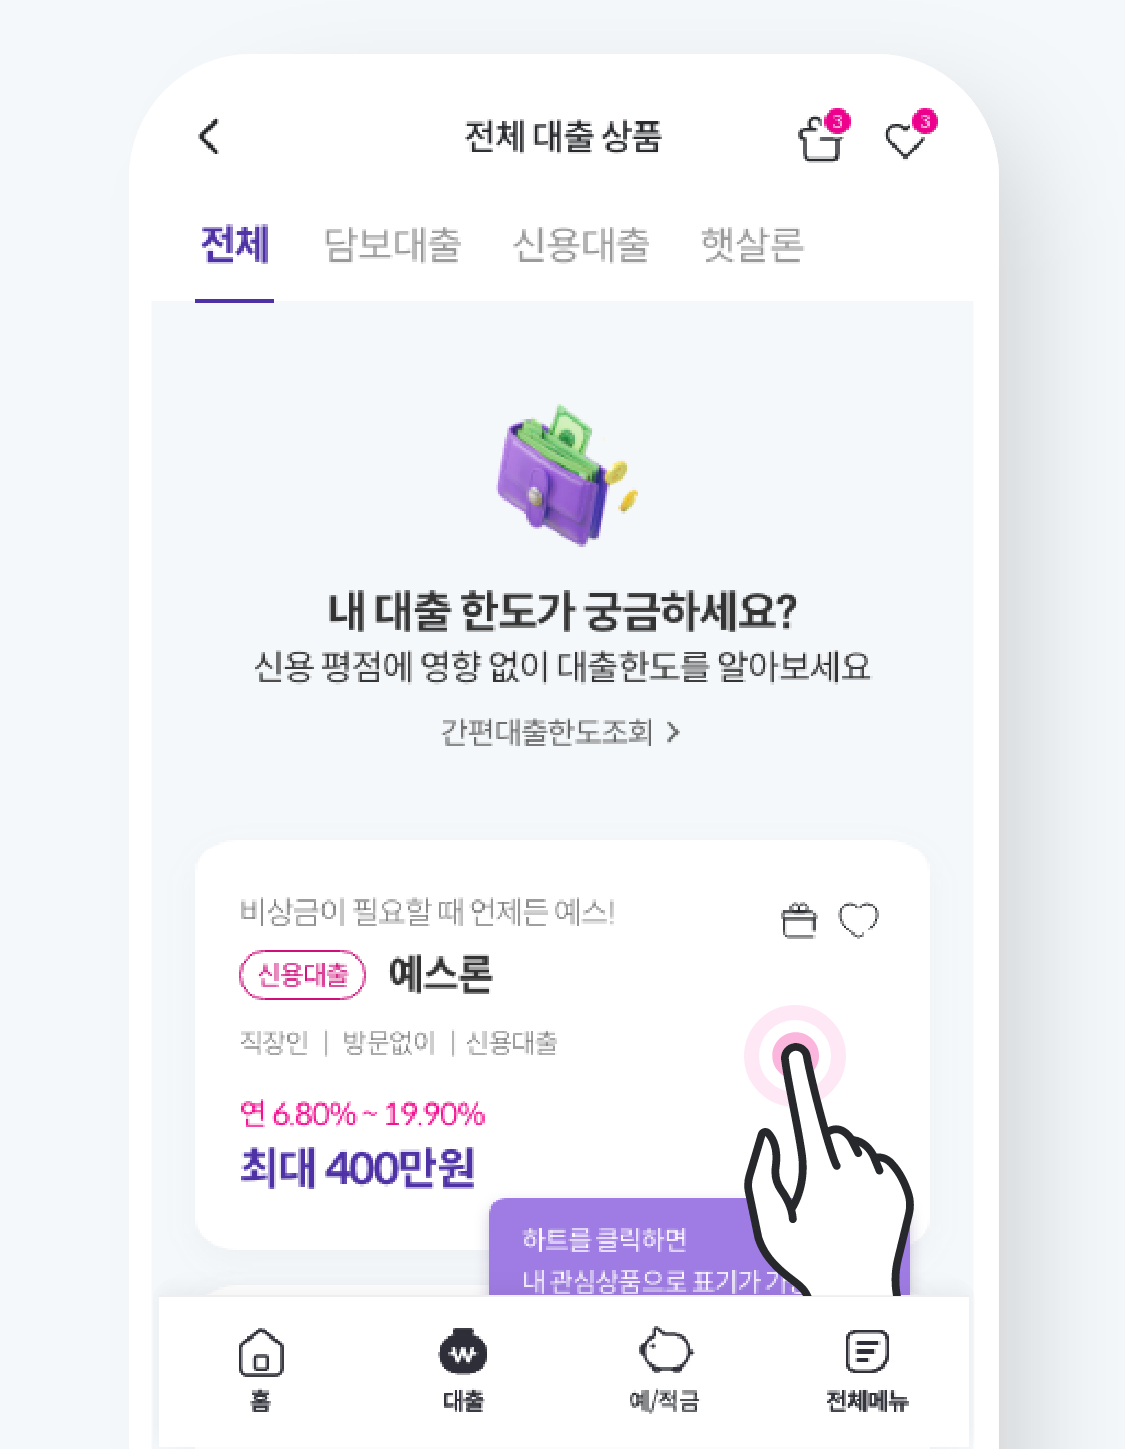 전체 대출 상품
3
3
전체 담보대출 신용대출 햇살론
내 대출 한도가 궁금하세요?
신용 평점에 영향 없이 대출한도를 알아보세요
간편대출한도조회 >
비상금이 필요할 때 언제든 예스!
신용대출 예스론
직장인 | 방문없이 | 신용대출
연 6.80% ~ 19.90%
최대 400만원
하트를 클릭하면
내 관심상품으로 표기가
홈 대출 예/적금 전체메뉴